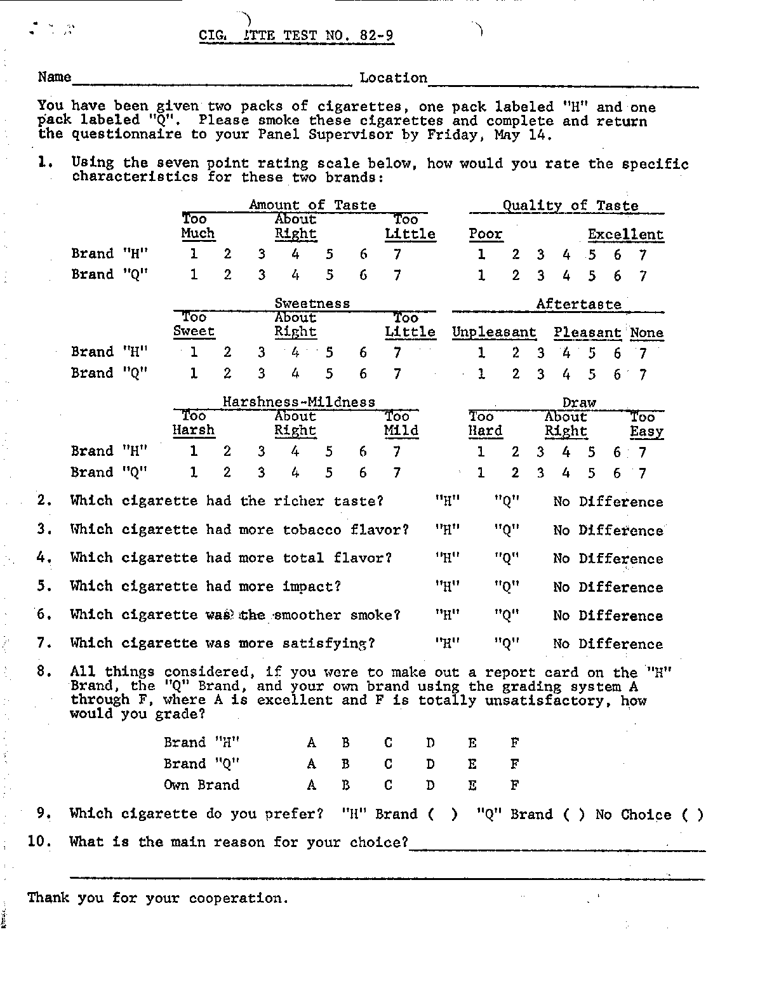 CIG. ETTE TEST NO. 82-9
Name Location
You have been given two packs of cigarettes, one pack labeled "H" and one
pack labeled "Q". Please smoke these cigarettes and complete and return
the questionnaire to your Panel Supervisor by Friday, May 14.
1. Using the seven point rating scale below, how would you rate the specific
characteristics for these two brands:
Amount of Taste Quality of Taste
Too About Too
Much Right Little Poor Excellent
Brand "H" 1 2 3 4 5 6 7 1 2 3 4 5 6 7
Brand "Q" 1 2 3 4 5 6 7 1 2 3 4 5 6 7
Sweetness Aftertaste
Too About Too
Sweet Right Little Unpleasant Pleasant None
Brand "H" 1 2 3 4 5 6 7 1 2 3 4 5 6 7
Brand "Q" 1 2 3 4 5 6 7 1 2 3 4 5 6 7
Harshness-Mildness Draw
Too About Too Too About Too
Harsh Right Mild Hard Right Easy
Brand "H" 1 2 3 4 5 6 7 1 2 3 4 5 6 7
Brand "Q" 1 2 3 4 5 6 7 1 2 3 4 5 6 7
2. Which cigarette had the richer taste? "H" "Q" No Difference
3. Which cigarette had more tobacco flavor? "H" "Q" No Difference
4. Which cigarette had more total flavor? "H" "Q" No Difference
5. Which cigarette had more impact? "H" "Q" No Difference
6. Which cigarette was the smoother smoke? "H" "Q" No Difference
7. Which cigarette was more satisfying? "H" "Q" No Difference
8. All things considered, if you were to make out a report card on the "H"
Brand, the "Q" Brand, and your own brand using the grading system A
through F, where A is excellent and F is totally unsatisfactory, how
would you grade?
Brand "H" A B C D E F
Brand "Q" A B C D E F
Own Brand A B C D E F
9. Which cigarette do you prefer? "H" Brand ( ) "Q" Brand ( ) No Choice ( )
10. What is the main reason for your choice?
Thank you for your cooperation.